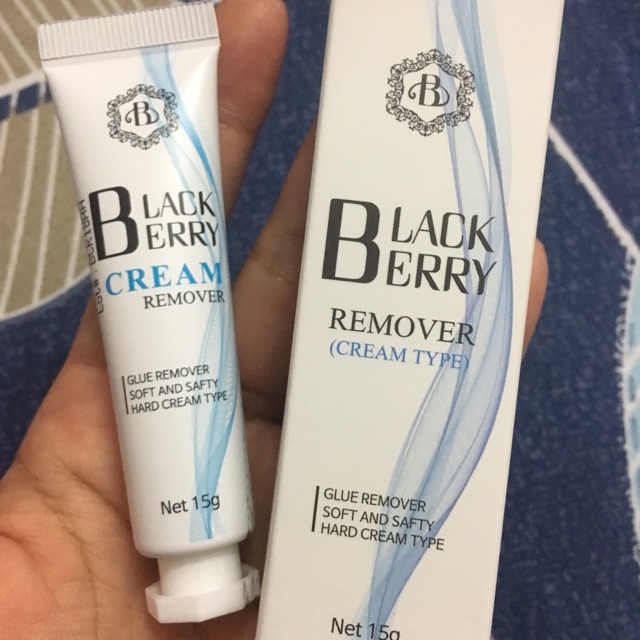 B
BLACK
BERRY
CREAM
REMOVER
GLUE REMOVER
SOFT AND SAFTY
HARD CREAM TYPE
Net 15g
B
BLACK
BERRY
REMOVER
(CREAM TYPE)
GLUE REMOVER
SOFT AND SAFTY
HARD CREAM TYPE
Net 15g